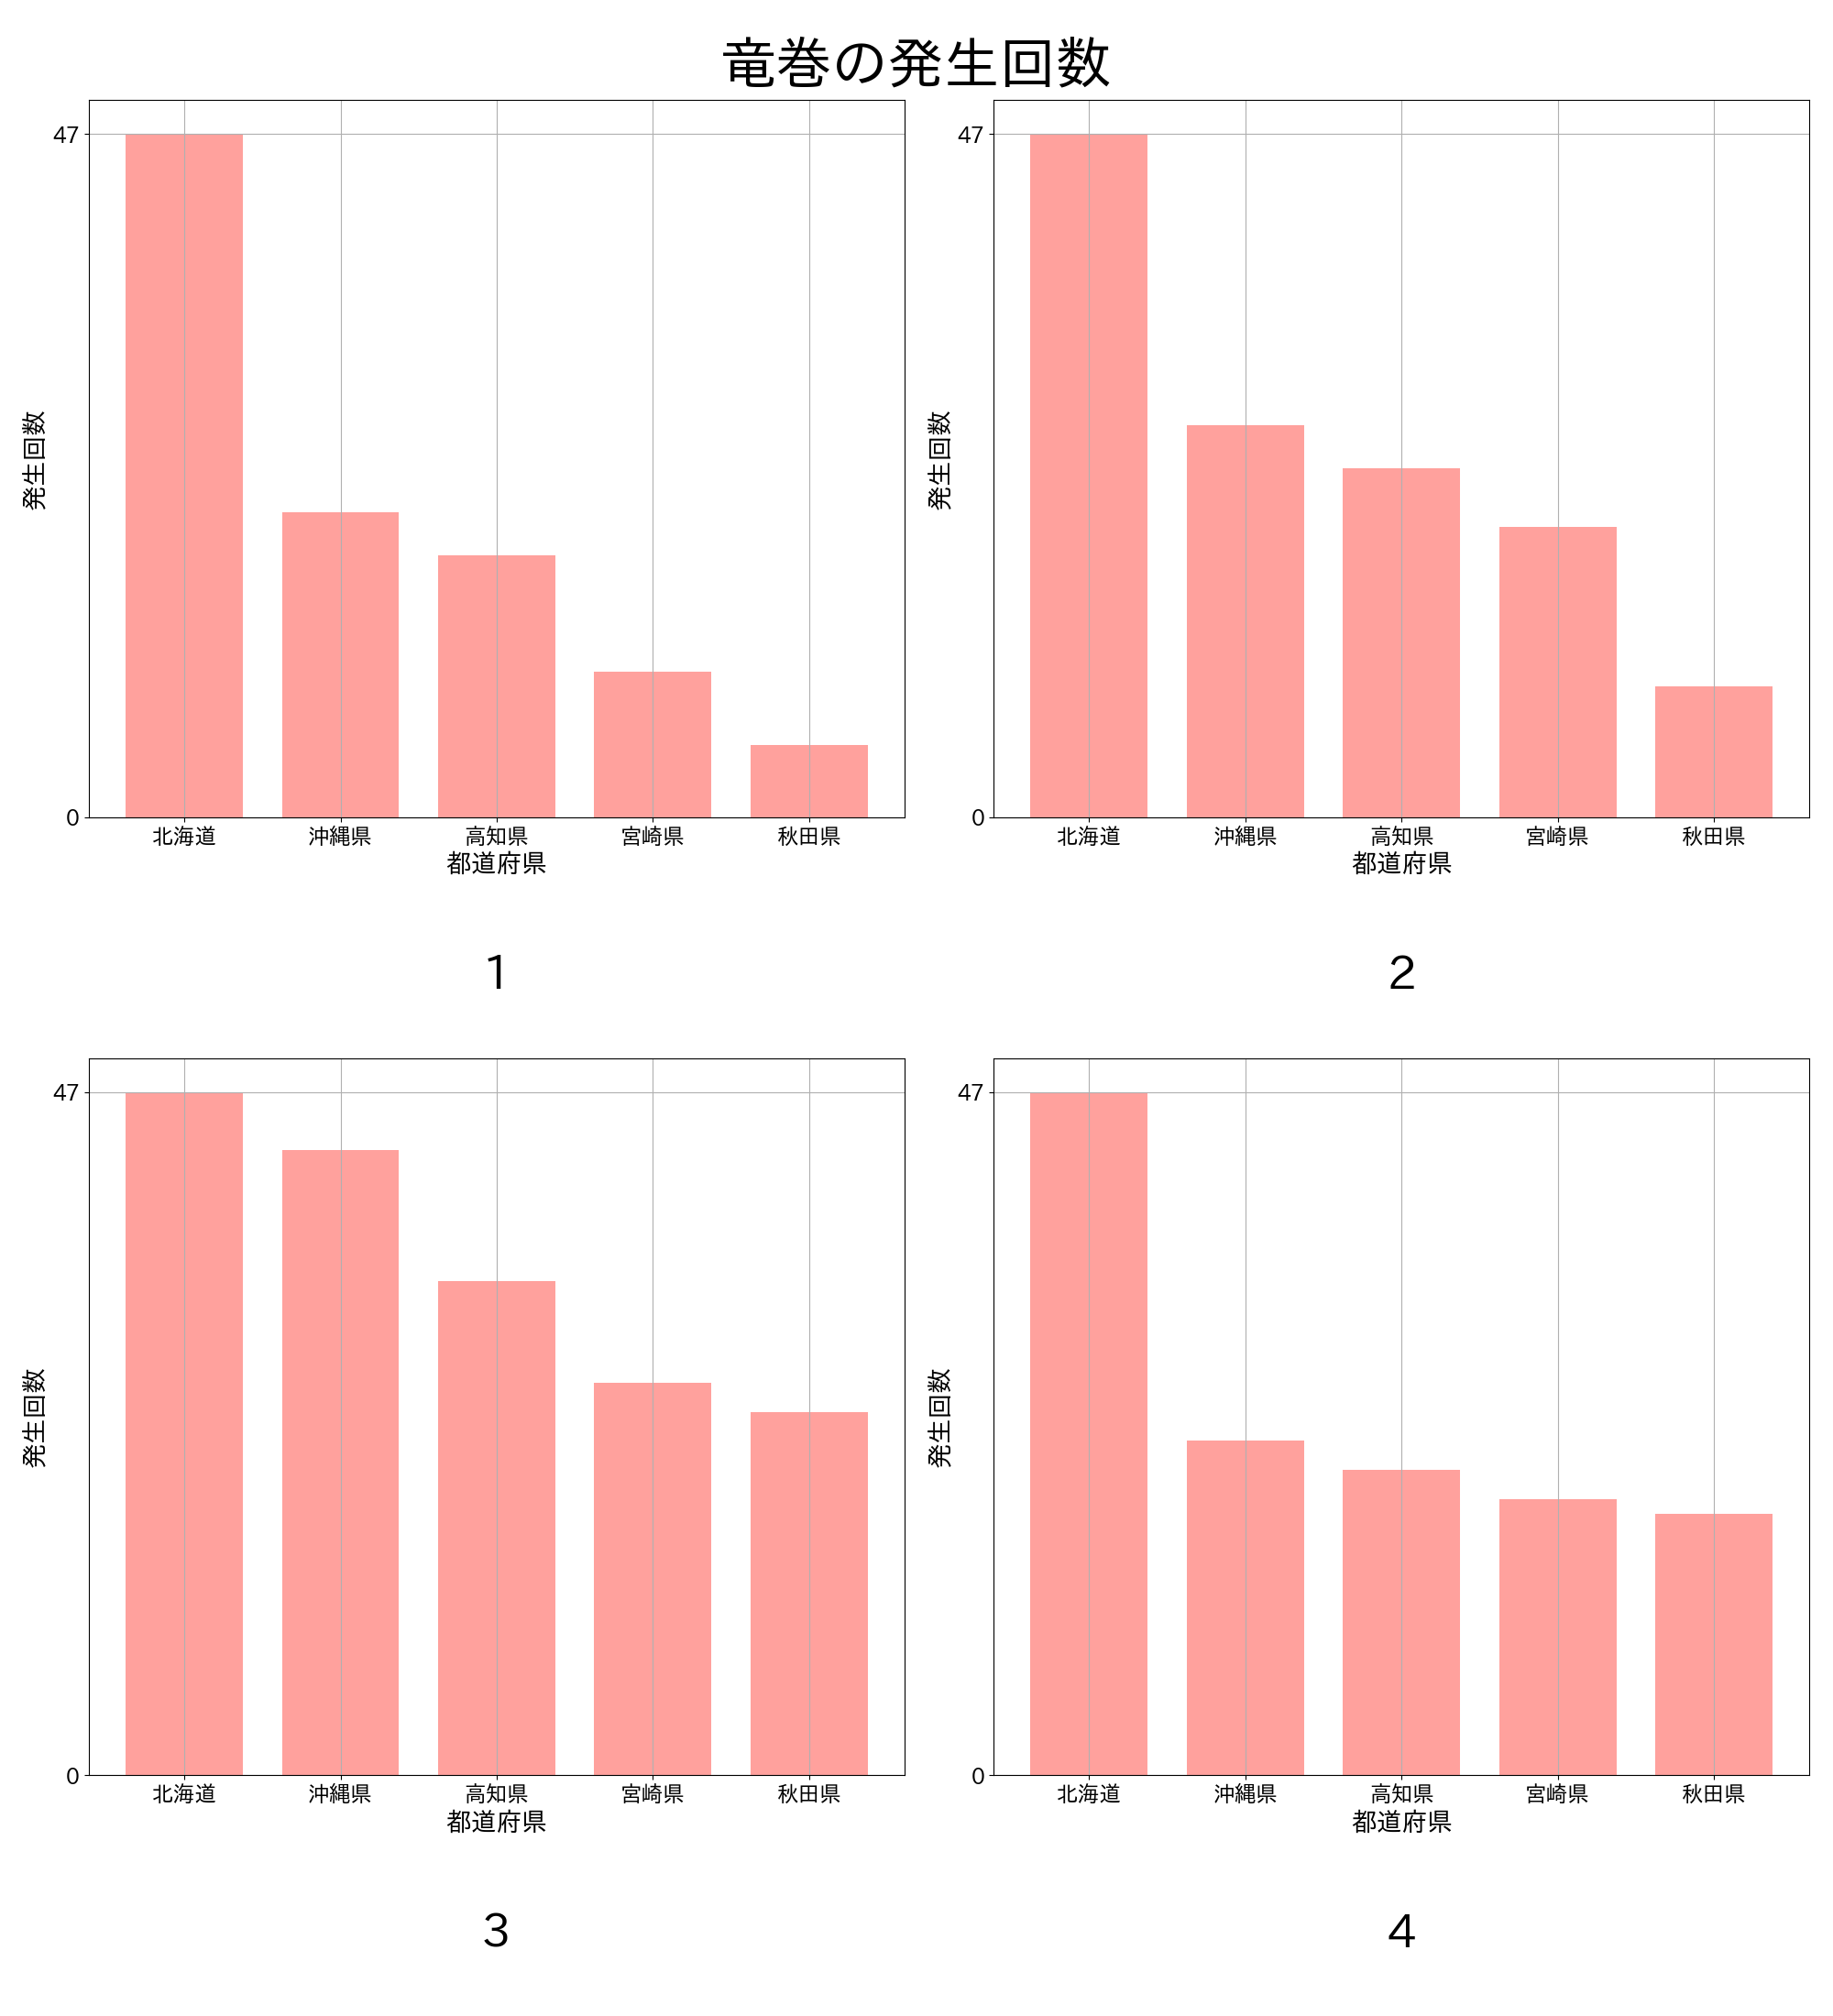 竜巻の発生回数
47
0
発生回数
北海道 沖縄県 高知県 宮崎県 秋田県
都道府県
1
47
0
発生回数
北海道 沖縄県 高知県 宮崎県 秋田県
都道府県
2
47
0
発生回数
北海道 沖縄県 高知県 宮崎県 秋田県
都道府県
3
47
0
発生回数
北海道 沖縄県 高知県 宮崎県 秋田県
都道府県
4